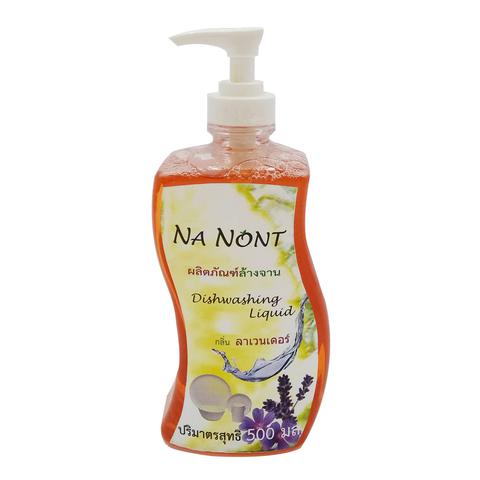 NA NONT
ผลิตภัณฑ์ล้างจาน
Dishwashing
Liquid
กลิ่น ลาเวนเดอร์
ปริมาตรสุทธิ 500 มล.